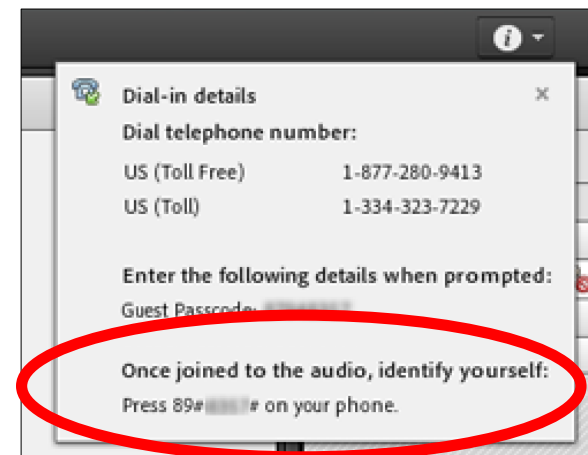 Dial-in details
Dial telephone number:
US (Toll Free) 1-877-280-9413
US (Toll) 1-334-323-7229
Enter the following details when prompted:
Guest Passcode:
Once joined to the audio, identify yourself:
Press 89# # on your phone.